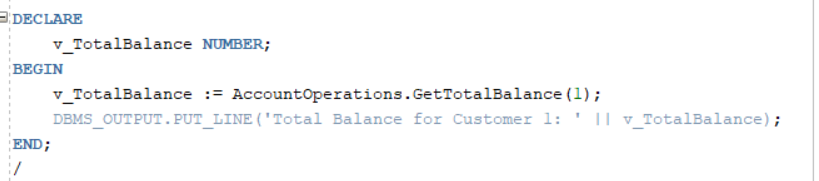 DECLARE
    v_TotalBalance NUMBER;
BEGIN
    v_TotalBalance := AccountOperations.GetTotalBalance(1);
    DBMS_OUTPUT.PUT_LINE('Total Balance for Customer 1: ' || v_TotalBalance);
END;
/